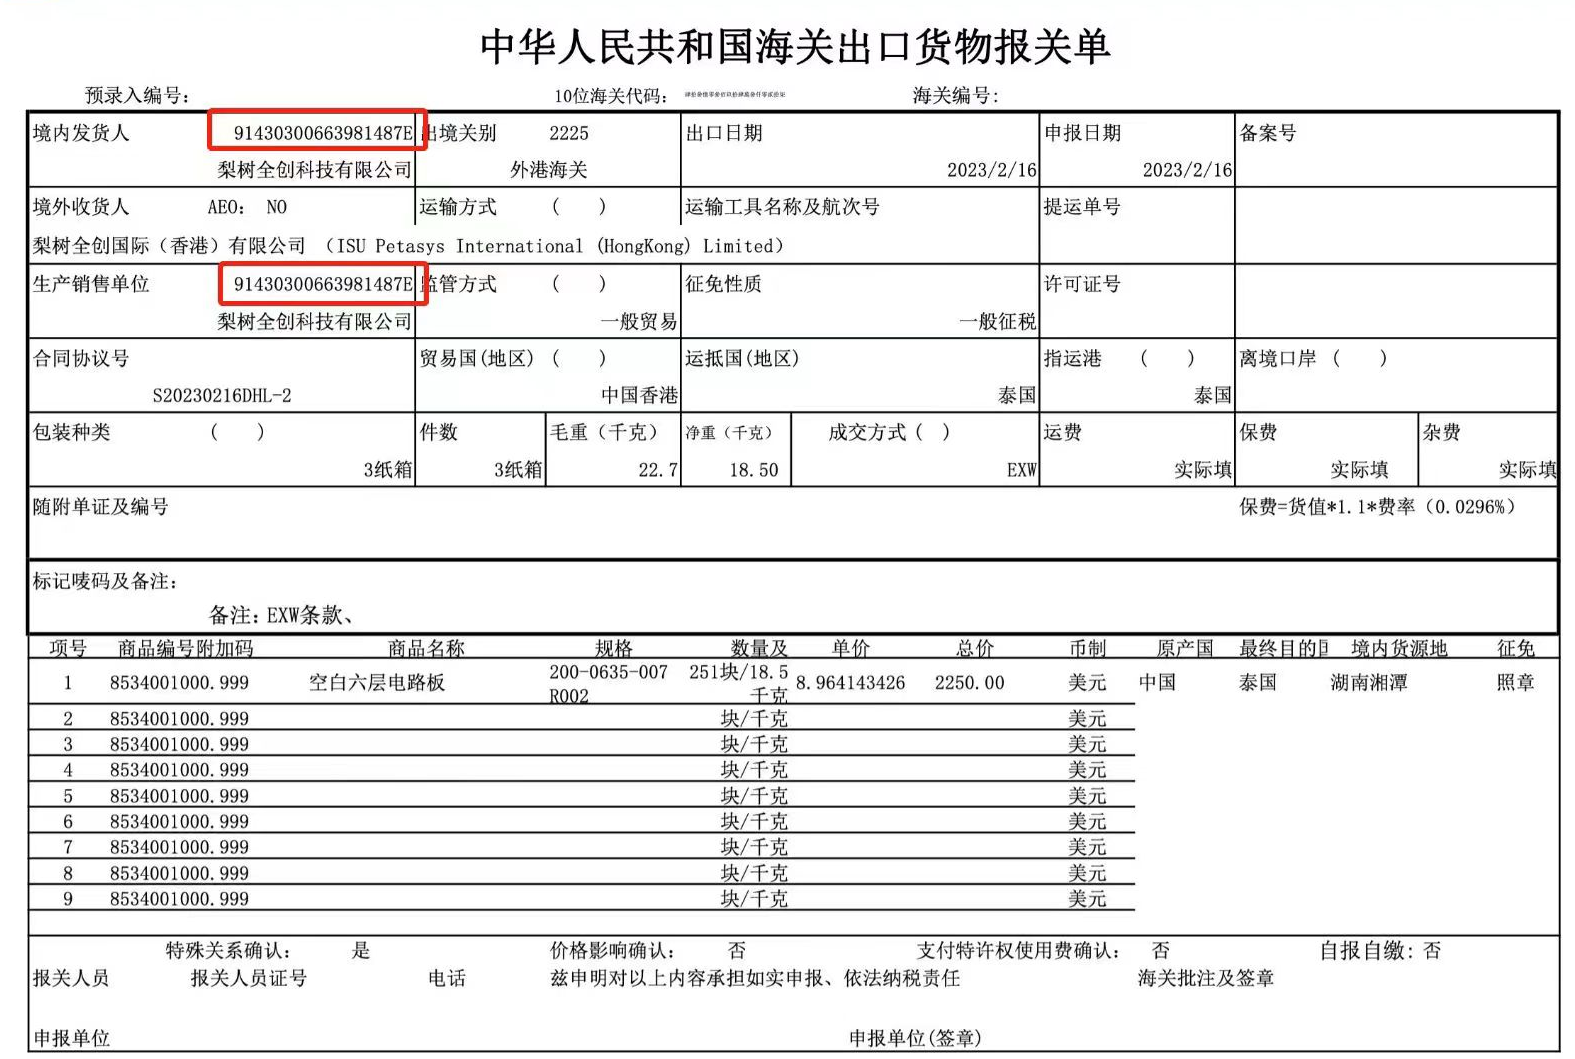 中华人民共和国海关出口货物报关单
预录入编号： 10位海关代码： 海关编号:
境内发货人 91430300663981487E 出境关别 2225 出口日期 申报日期 备案号
梨树全创科技有限公司 外港海关 2023/2/16 2023/2/16
境外收货人 AEO： NO 运输方式 （ ） 运输工具名称及航次号 提运单号
梨树全创国际（香港）有限公司 （ISU Petasys International (HongKong) Limited）
生产销售单位 91430300663981487E 监管方式 （ ） 征免性质 许可证号
梨树全创科技有限公司 一般贸易 一般征税
合同协议号 贸易国(地区) （ ） 运抵国(地区) 指运港 （ ） 离境口岸 （ ）
S20230216DHL-2 中国香港 泰国 泰国
包装种类 （ ） 件数 毛重（千克） 净重（千克） 成交方式（ ） 运费 保费 杂费
3纸箱 3纸箱 22.7 18.50 EXW 实际填 实际填 实际填
随附单证及编号 保费=货值*1.1*费率（0.0296%）
标记唛码及备注：
备注：EXW条款、
项号 商品编号附加码 商品名称 规格 数量及 单价 总价 币制 原产国 最终目的国 境内货源地 征免
1 8534001000.999 空白六层电路板 200-0635-007 R002 251块/18.5千克 8.964143426 2250.00 美元 中国 泰国 湖南湘潭 照章
2 8534001000.999 块/千克 美元
3 8534001000.999 块/千克 美元
4 8534001000.999 块/千克 美元
5 8534001000.999 块/千克 美元
6 8534001000.999 块/千克 美元
7 8534001000.999 块/千克 美元
8 8534001000.999 块/千克 美元
9 8534001000.999 块/千克 美元
特殊关系确认： 是 价格影响确认： 否 支付特许权使用费确认： 否 自报自缴: 否
报关人员 报关人员证号 电话 兹申明对以上内容承担如实申报、依法纳税责任 海关批注及签章
申报单位 申报单位(签章)